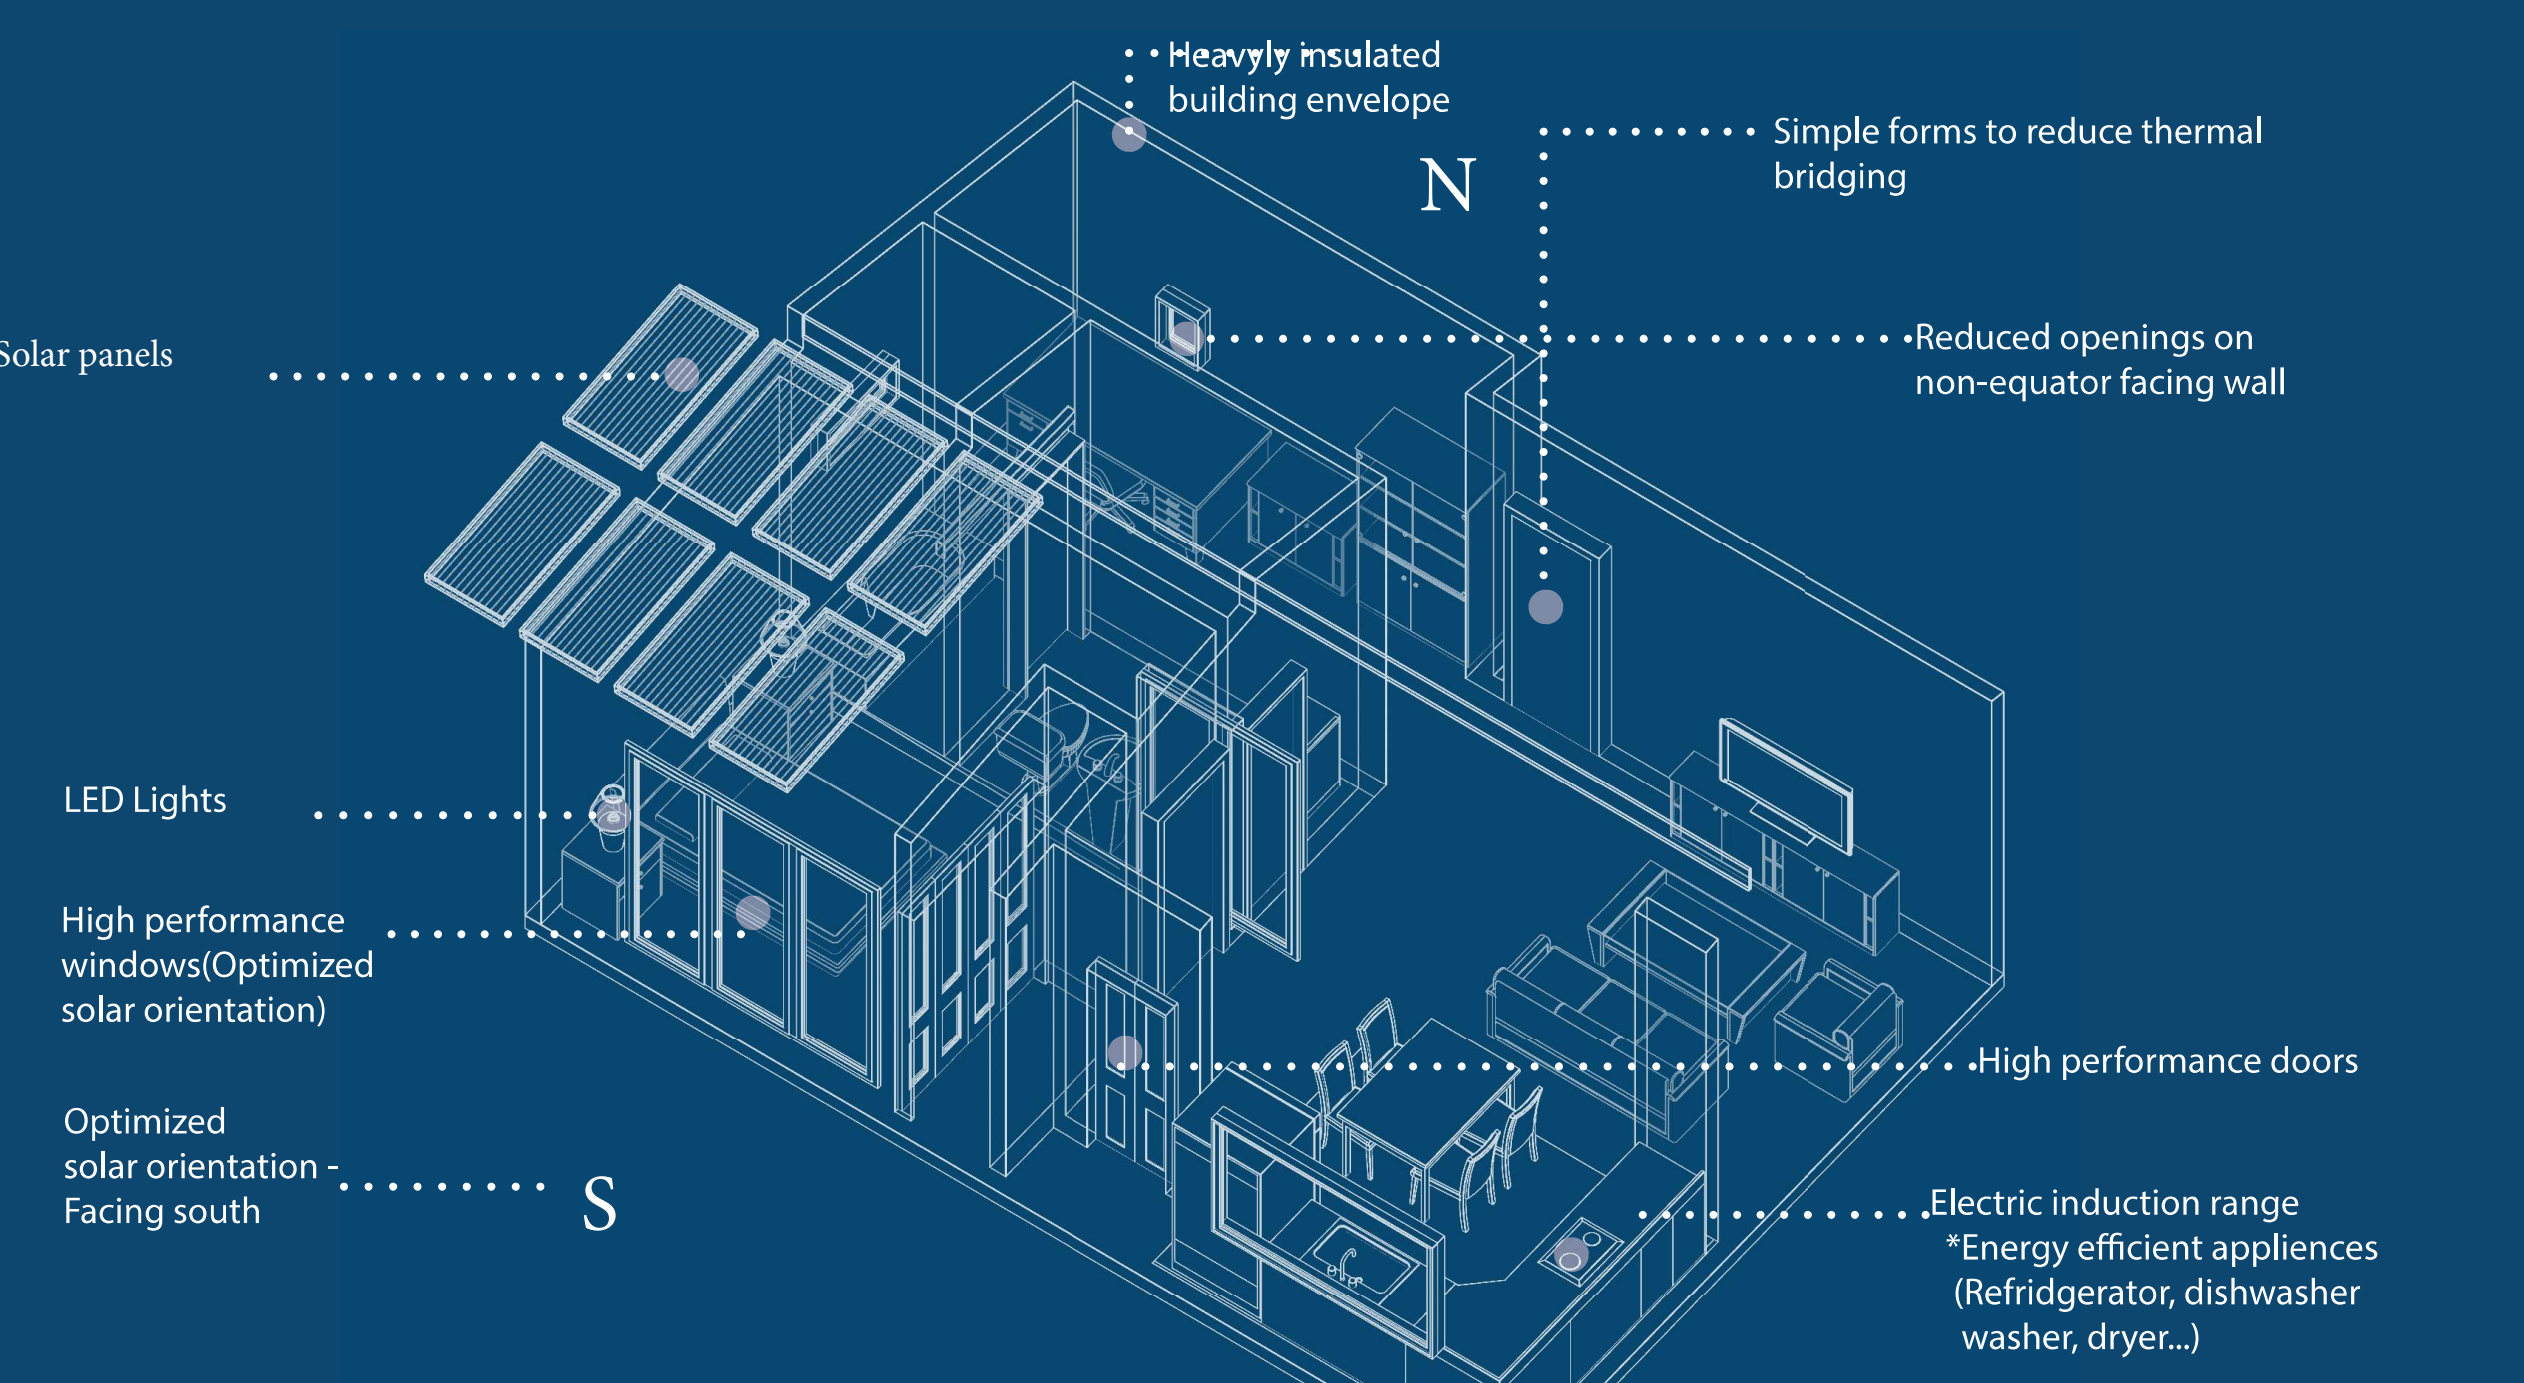 Heavyly insulated
building envelope
Simple forms to reduce thermal
bridging
N
Reduced openings on
non-equator facing wall
Solar panels
LED Lights
High performance
windows(Optimized
solar orientation)
High performance doors
Optimized
solar orientation -
Facing south
S
Electric induction range
*Energy efficient appliences
(Refridgerator, dishwasher
washer, dryer...)